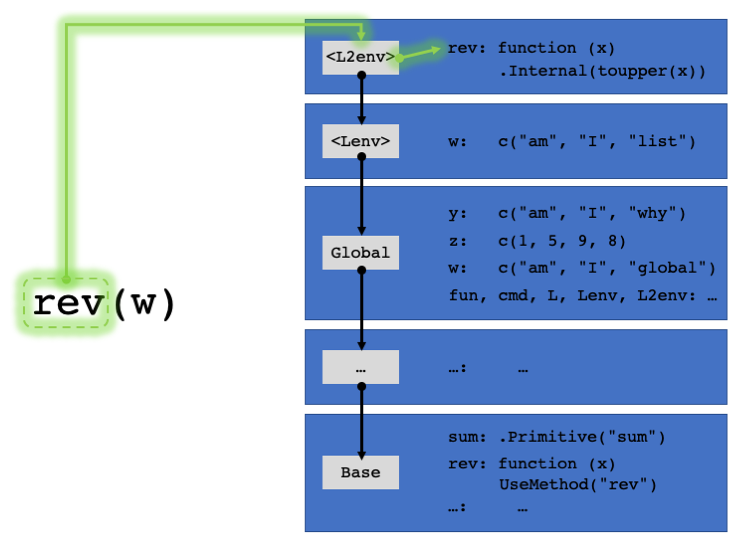 <L2env>
rev: function (x)
.Internal(toupper(x))
<Lenv>
w: c("am", "I", "list")
Global
y: c("am", "I", "why")
z: c(1, 5, 9, 8)
w: c("am", "I", "global")
fun, cmd, L, Lenv, L2env: …
rev(w)
…
…: …
Base
sum: .Primitive("sum")
rev: function (x)
UseMethod("rev")
…: …